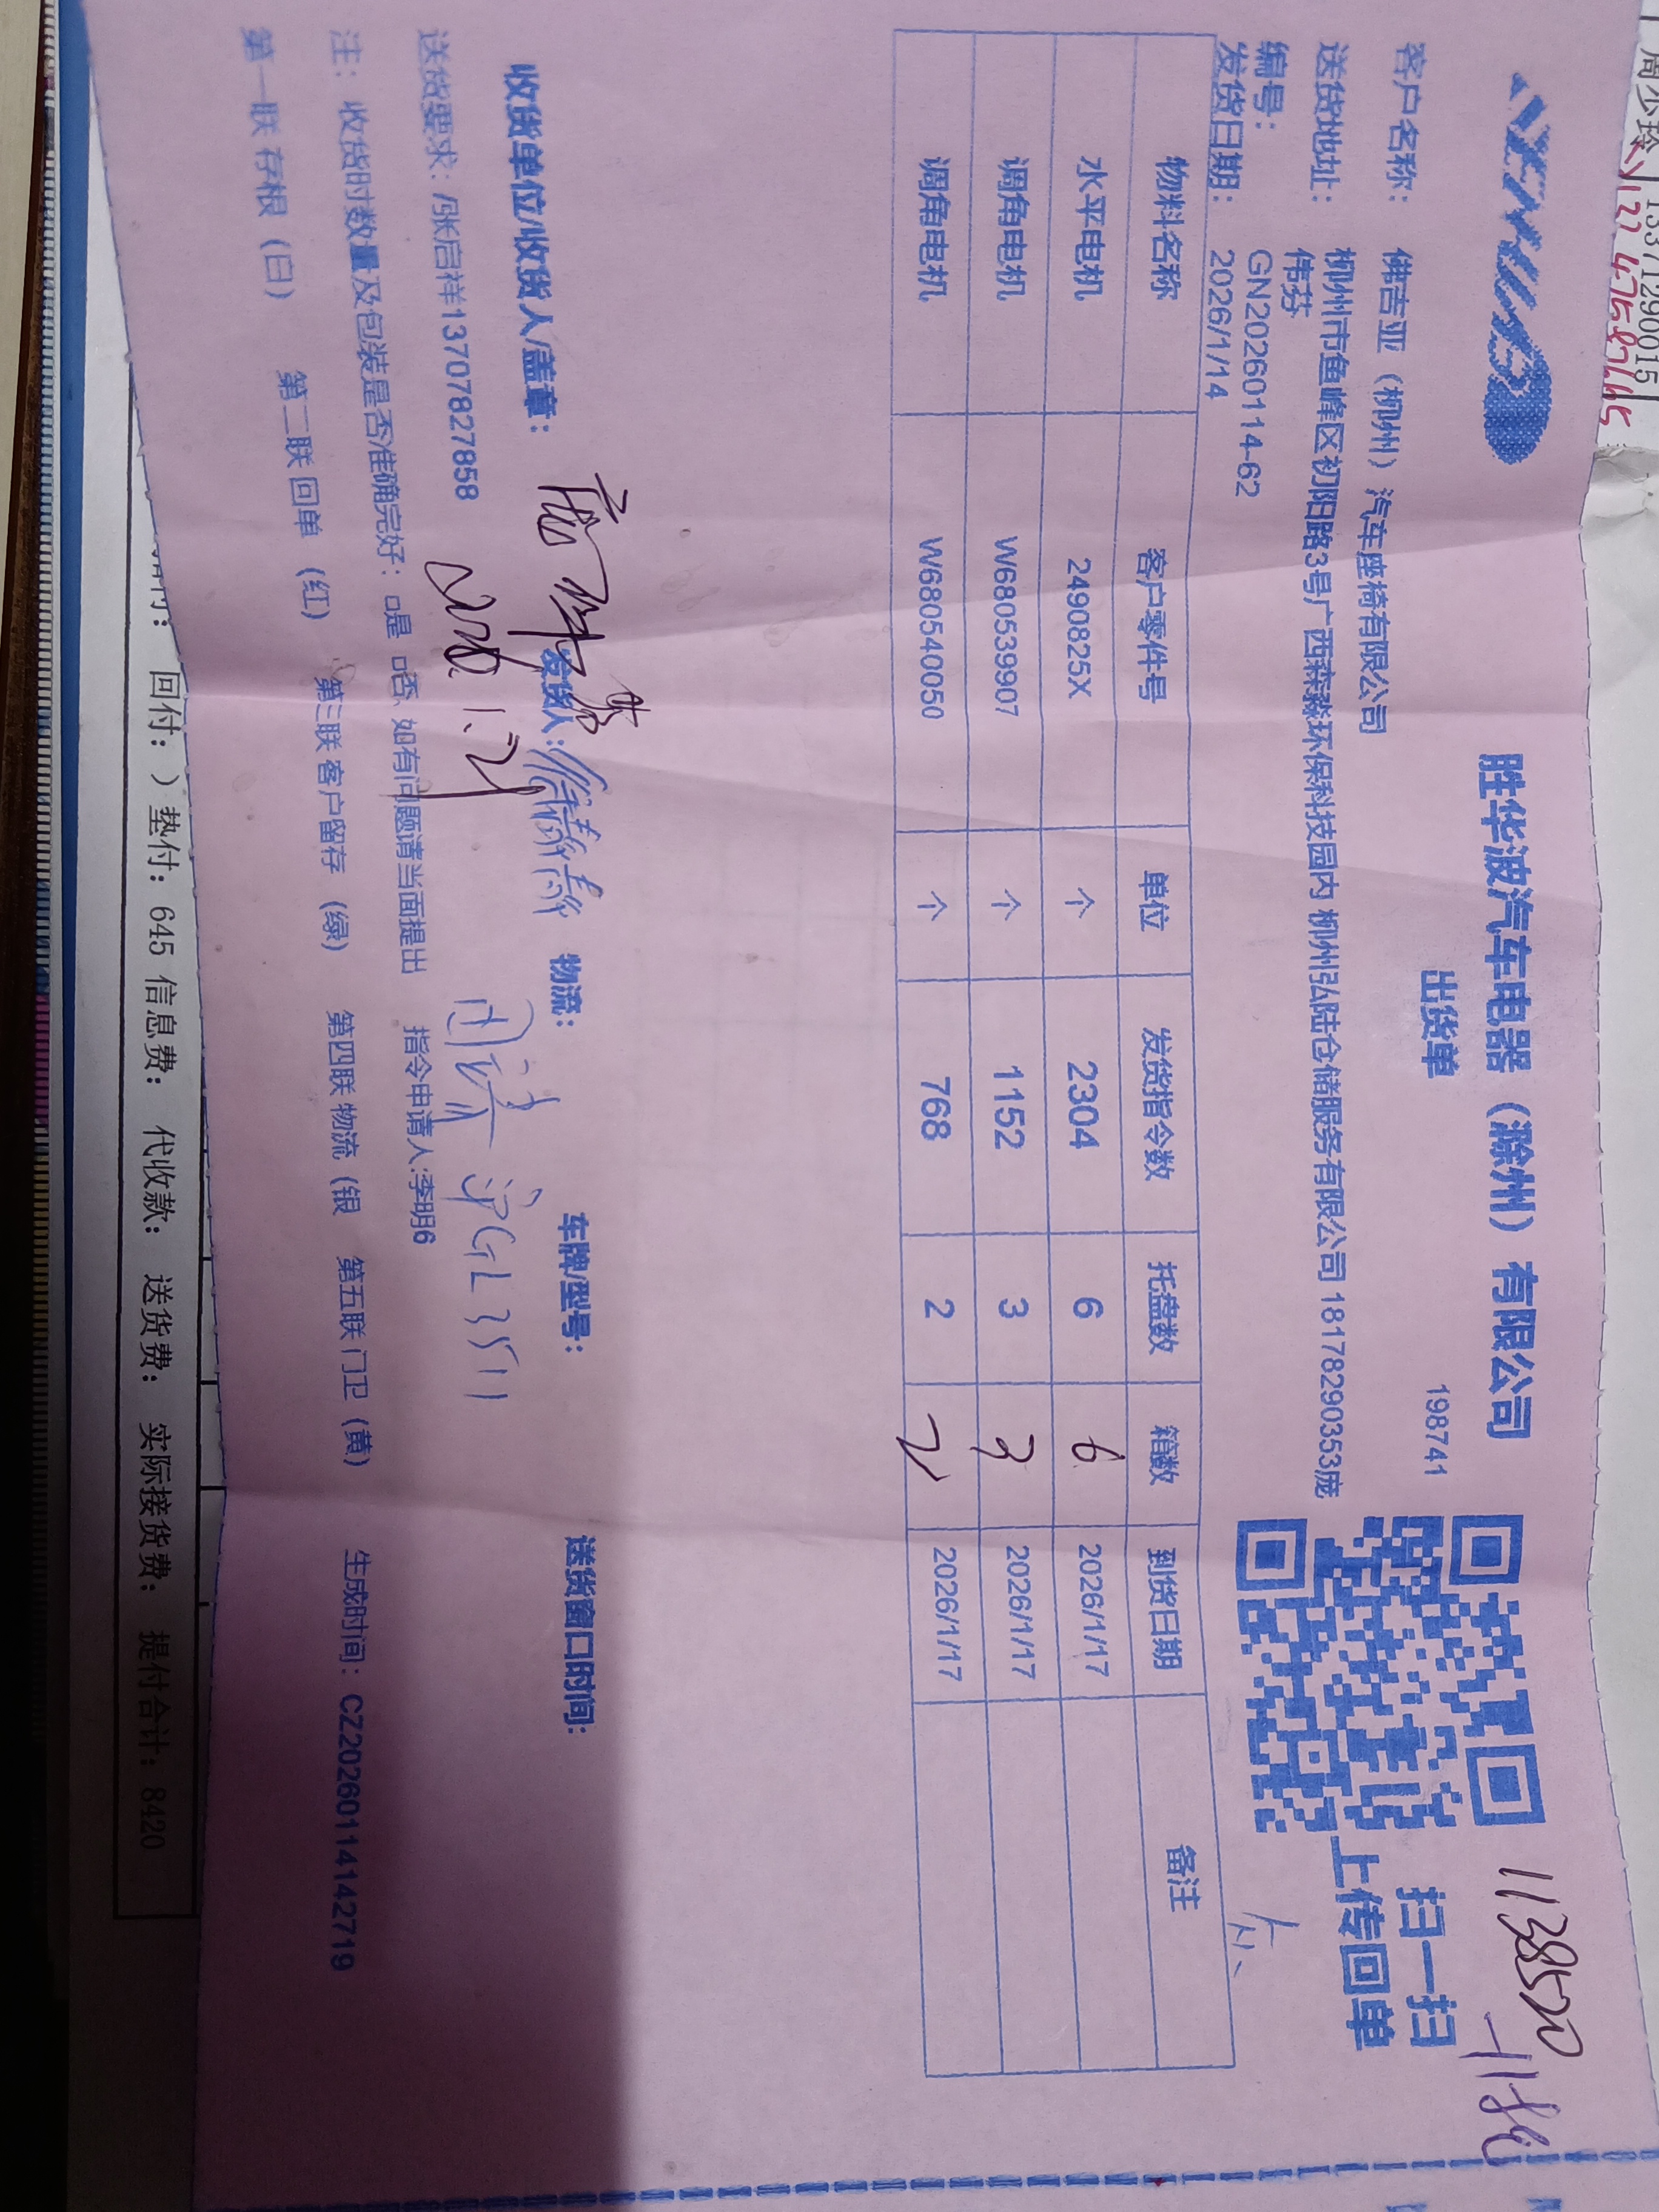 胜华波汽车电器（滁州）有限公司
出货单
198741
扫一扫
上传回单
客户名称： 佛吉亚（柳州）汽车座椅有限公司
送货地址： 柳州市鱼峰区初阳路3号广西森淼环保科技园内 柳州弘陆仓储服务有限公司 18178290353庞
伟芬
编号： GN20260114-62
发货日期： 2026/1/14
物料名称 客户零件号 单位 发货指令数 托盘数 箱数 到货日期 备注
水平电机 24908825X 个 2304 6 6 2026/1/17
调角电机 W680539907 个 1152 3 3 2026/1/17
调角电机 W680540050 个 768 2 2 2026/1/17
收货单位/收货人/盖章： 发货人： 物流： 车牌/型号： 送货窗口时间：
2026.1.21
送货要求：/张启祥13707827858
指令申请人:李明6
注： 收货时数量及包装是否准确完好：□是 □否、如有问题请当面提出
第一联 存根（白） 第二联 回单（红） 第三联 客户留存（绿） 第四联 物流（银 第五联 门卫（黄） 生成时间：CZ20260114142719
回付： ）垫付：645 信息费： 代收款： 送货费： 实际接货费： 提付合计：8420
周少玲 13371290015